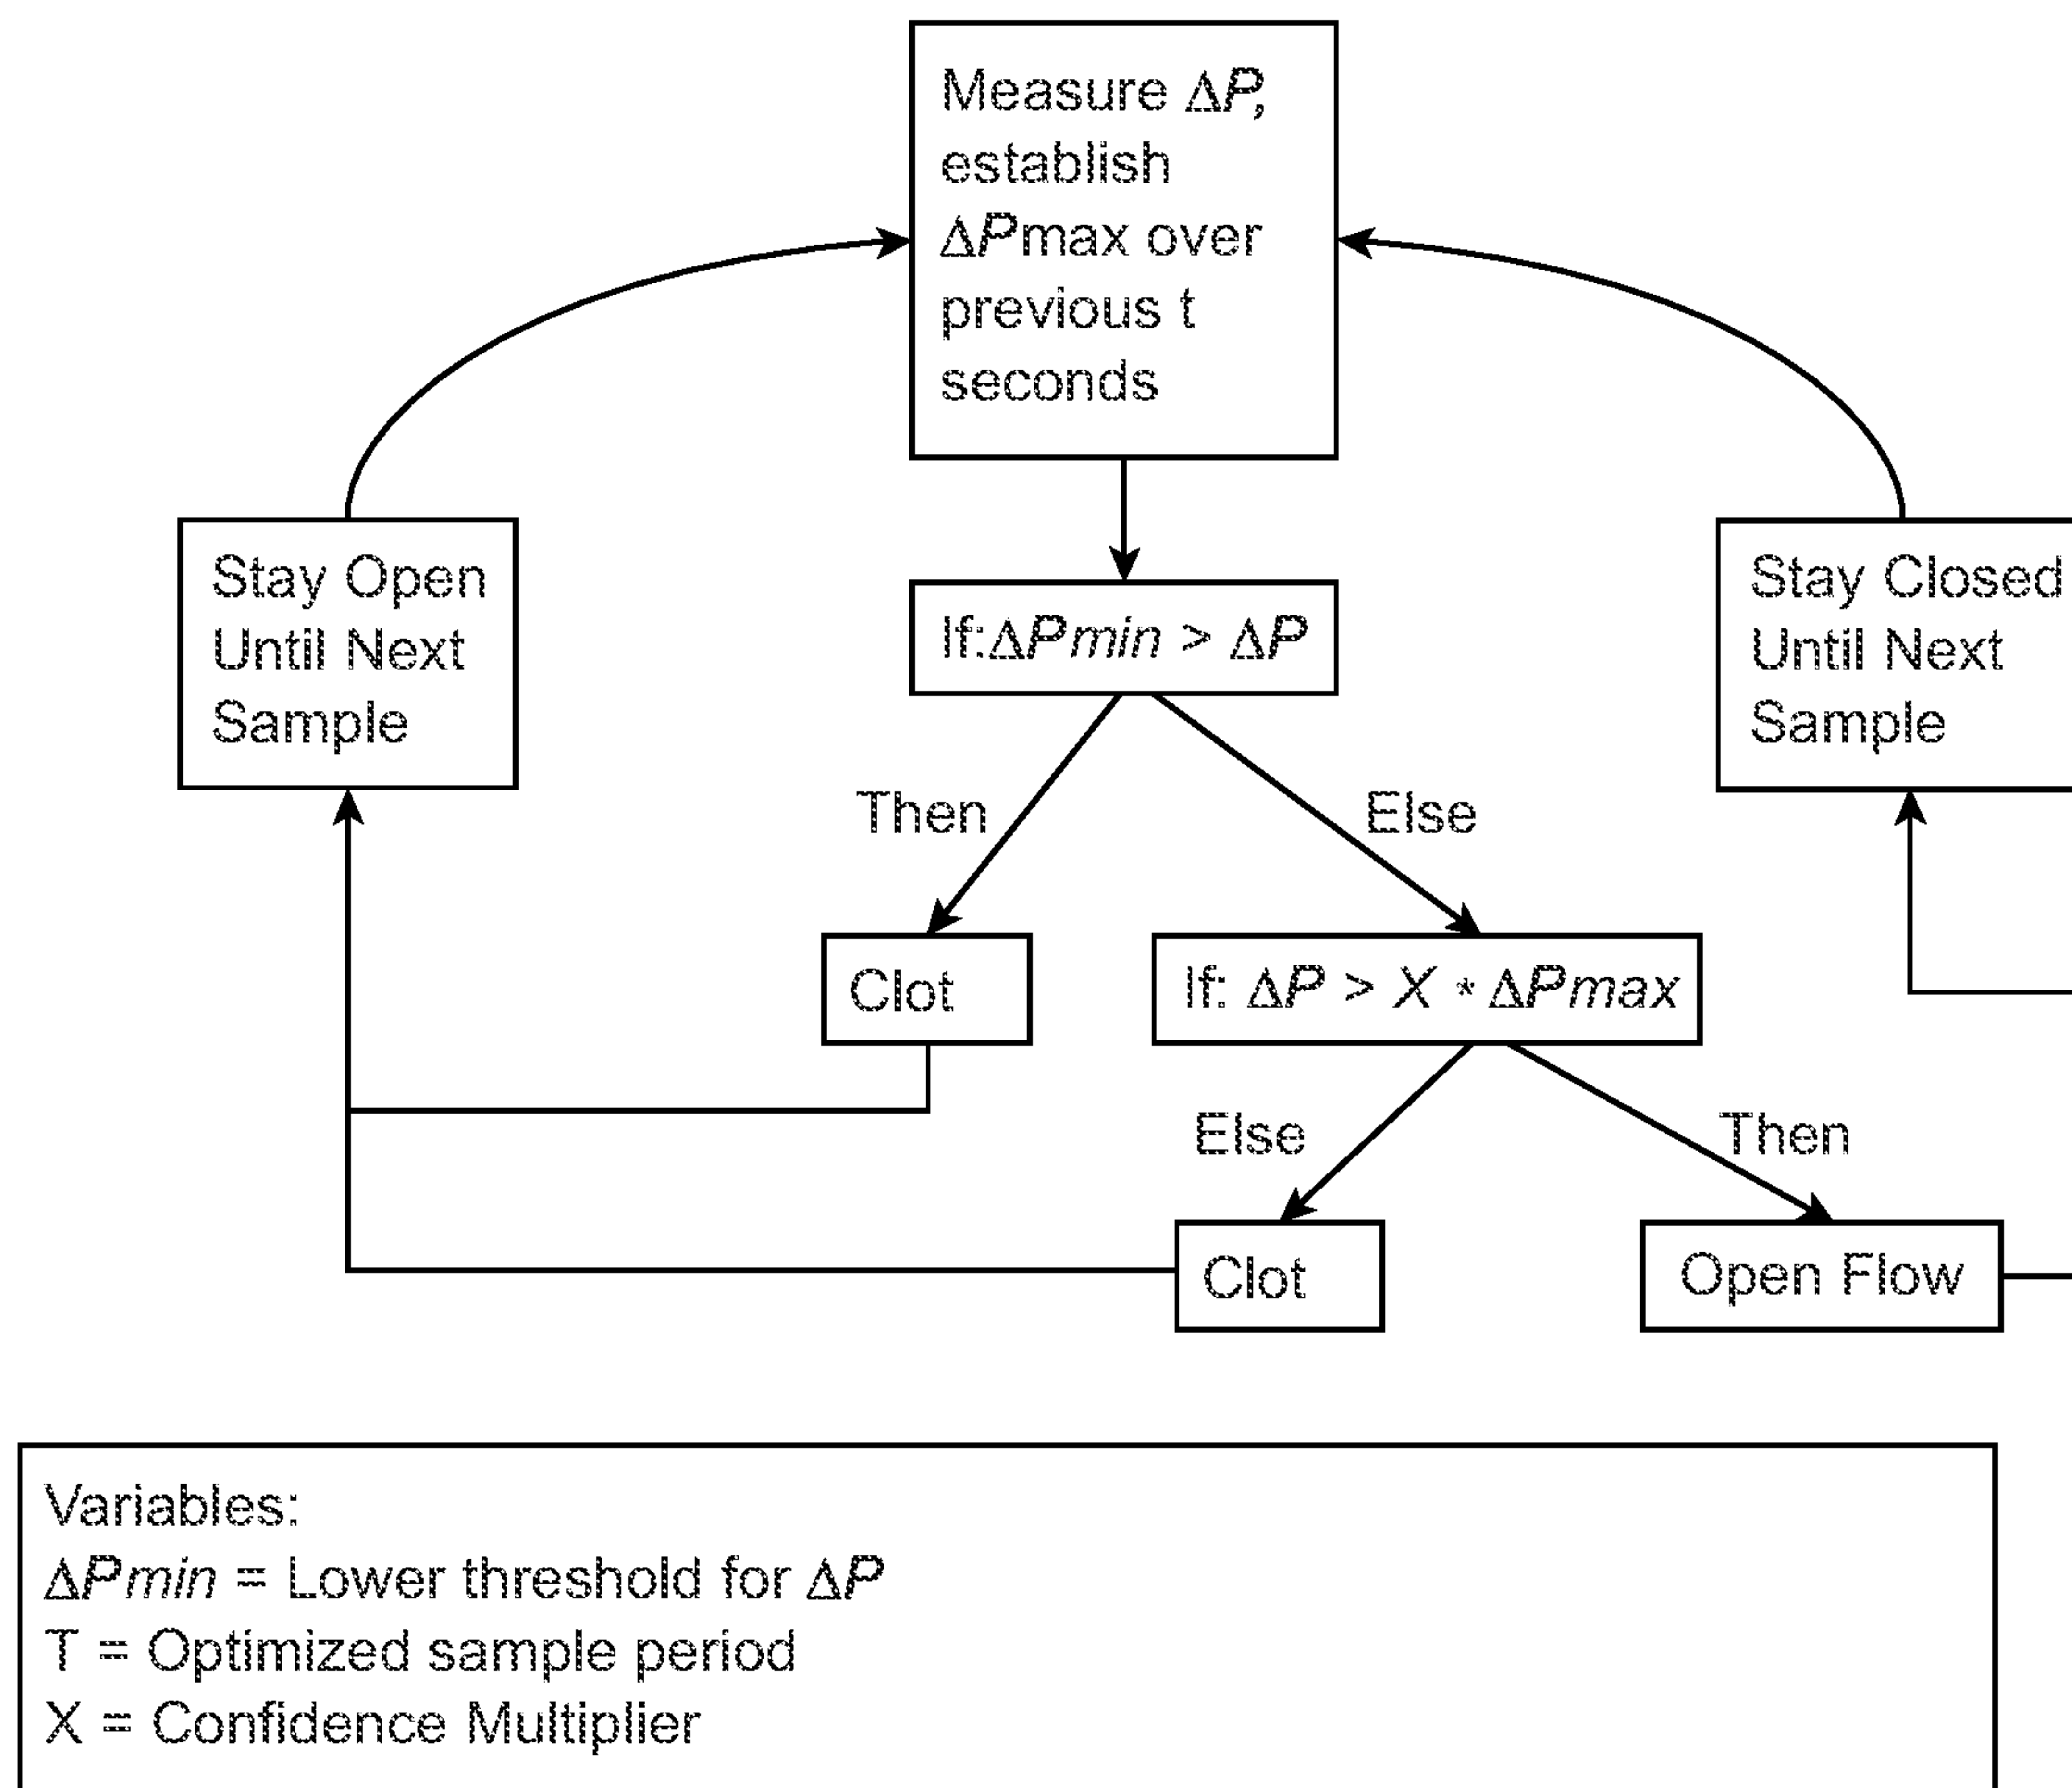 Measure ΔP,
establish
ΔPmax over
previous t
seconds
Stay Open
Until Next
Sample
If:ΔPmin > ΔP
Stay Closed
Until Next
Sample
Then
Else
Clot
If: ΔP > X * ΔPmax
Else
Then
Clot
Open Flow
Variables:
ΔPmin = Lower threshold for ΔP
T = Optimized sample period
X = Confidence Multiplier